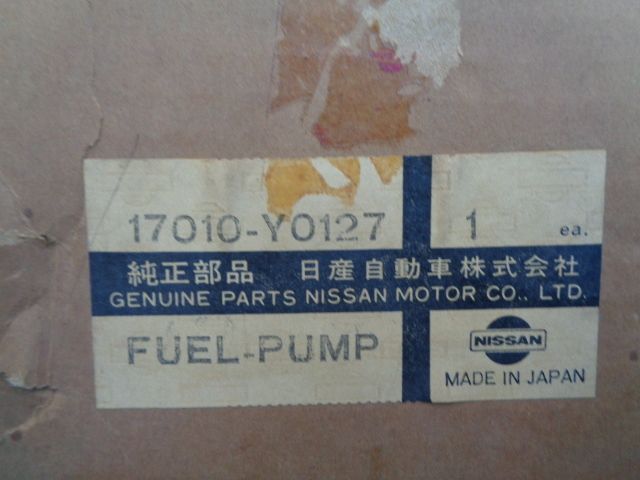 17010-Y0127 1 ea.
純正部品 日産自動車株式会社
GENUINE PARTS NISSAN MOTOR CO., LTD.
FUEL-PUMP NISSAN
MADE IN JAPAN